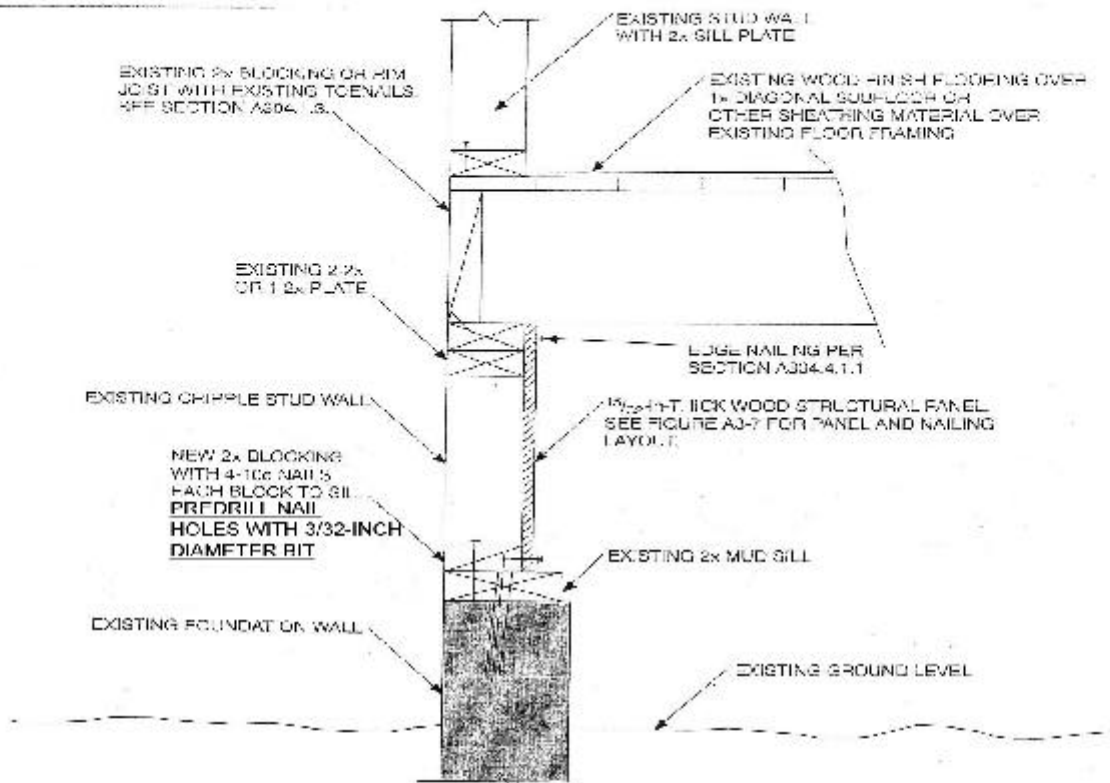 EXISTING STUD WALL
WITH 2x SILL PLATE
EXISTING 2x BLOCKING OR RIM
JOIST WITH EXISTING TOENAILS.
SEE SECTION A304.1.3.
EXISTING WOOD FINISH FLOORING OVER
1x DIAGONAL SUBFLOOR OR
OTHER SHEATHING MATERIAL OVER
EXISTING FLOOR FRAMING
EXISTING 2-2x
OR 1-2x PLATE
EDGE NAILING PER
SECTION A304.4.1.1
EXISTING CRIPPLE STUD WALL
WOOD STRUCTURAL PANEL.
SEE FIGURE A3-7 FOR PANEL AND NAILING
LAYOUT
NEW 2x BLOCKING
WITH 4-10d NAILS
EACH BLOCK TO SILL
PREDRILL NAIL
HOLES WITH 3/32-INCH
DIAMETER BIT
EXISTING 2x MUD SILL
EXISTING FOUNDATION WALL
EXISTING GROUND LEVEL